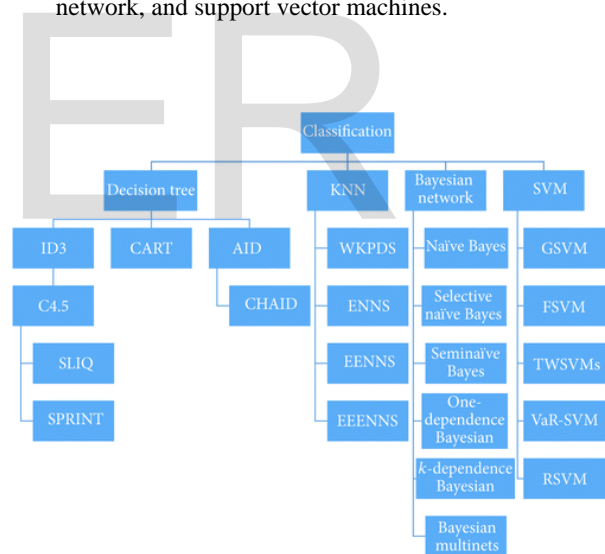 network, and support vector machines.
ER
Classification
Decision tree
KNN
Bayesian
network
SVM
ID3
CART
AID
WKPDS
Naïve Bayes
GSVM
C4.5
CHAID
ENNS
Selective
naïve Bayes
FSVM
SLIQ
EENNS
Seminaïve
Bayes
TWSVMs
SPRINT
EEENNS
One-
dependence
Bayesian
VaR-SVM
k-dependence
Bayesian
RSVM
Bayesian
multinets